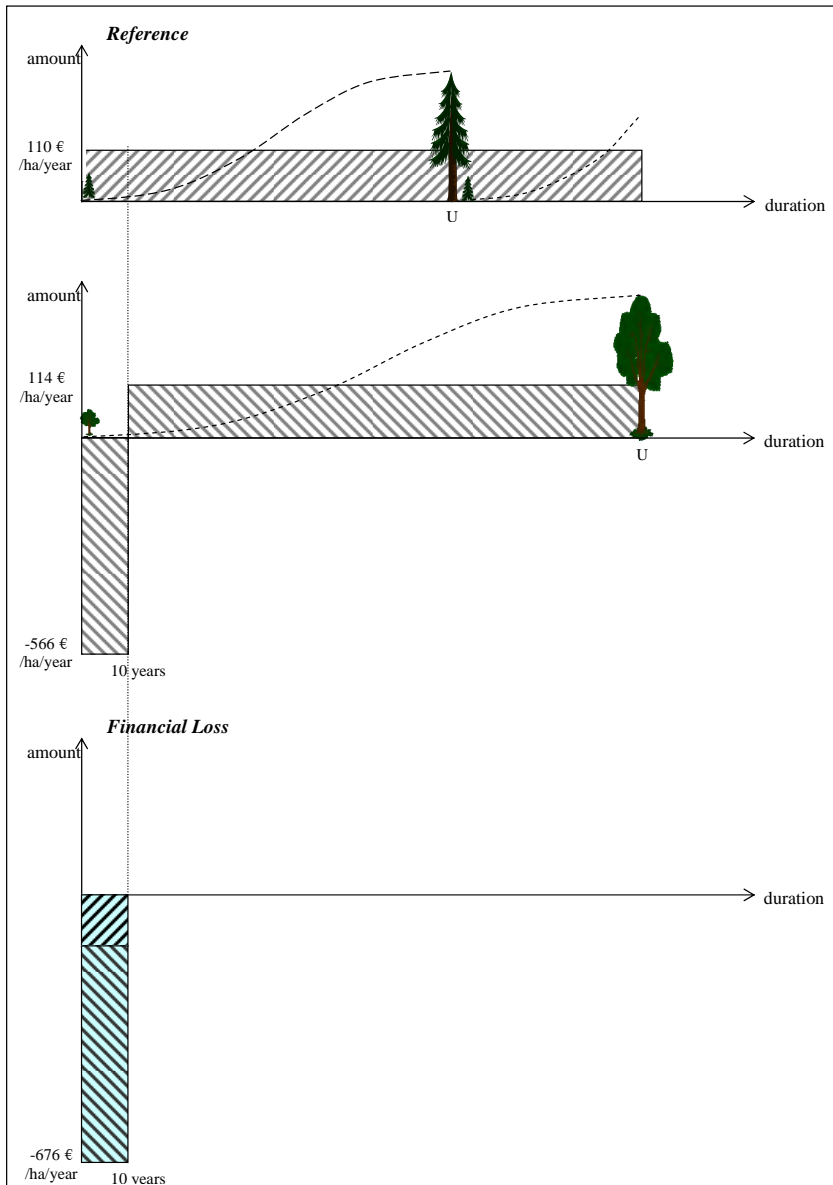 Reference
amount
110 €
/ha/year
duration
U
amount
114 €
/ha/year
duration
U
-566 €
/ha/year
10 years
Financial Loss
amount
duration
-676 €
/ha/year
10 years